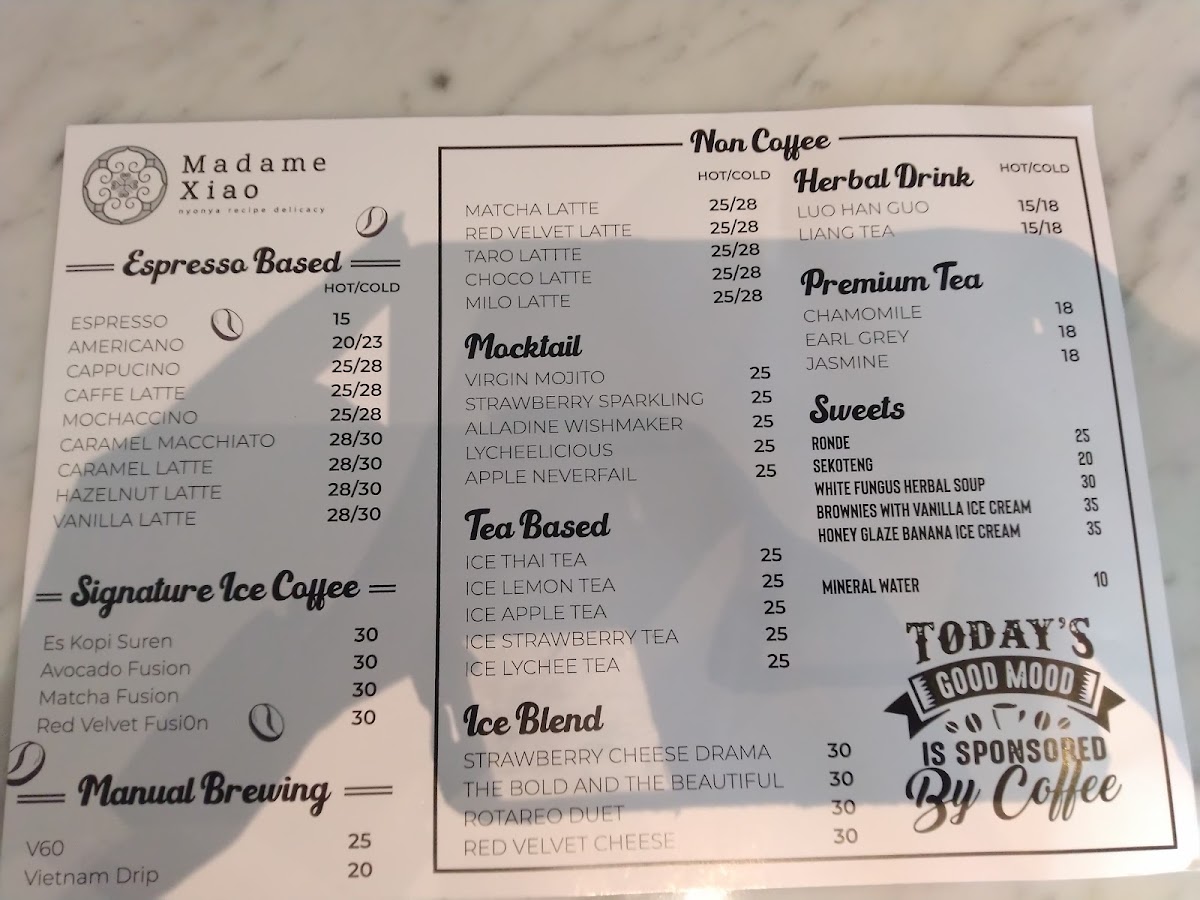 Madame
Xiao
nyonya recipe delicacy
Espresso Based
HOT/COLD
ESPRESSO 15
AMERICANO 20/23
CAPPUCINO 25/28
CAFFE LATTE 25/28
MOCHACCINO 25/28
CARAMEL MACCHIATO 28/30
CARAMEL LATTE 28/30
HAZELNUT LATTE 28/30
VANILLA LATTE 28/30
Signature Ice Coffee
Es Kopi Suren 30
Avocado Fusion 30
Matcha Fusion 30
Red Velvet Fusi0n 30
Manual Brewing
V60 25
Vietnam Drip 20
Non Coffee
HOT/COLD
MATCHA LATTE 25/28
RED VELVET LATTE 25/28
TARO LATTTE 25/28
CHOCO LATTE 25/28
MILO LATTE 25/28
Mocktail
VIRGIN MOJITO 25
STRAWBERRY SPARKLING 25
ALLADINE WISHMAKER 25
LYCHEELICIOUS 25
APPLE NEVERFAIL 25
Tea Based
ICE THAI TEA 25
ICE LEMON TEA 25
ICE APPLE TEA 25
ICE STRAWBERRY TEA 25
ICE LYCHEE TEA 25
Ice Blend
STRAWBERRY CHEESE DRAMA 30
THE BOLD AND THE BEAUTIFUL 30
ROTAREO DUET 30
RED VELVET CHEESE 30
Herbal Drink HOT/COLD
LUO HAN GUO 15/18
LIANG TEA 15/18
Premium Tea
CHAMOMILE 18
EARL GREY 18
JASMINE 18
Sweets
RONDE 25
SEKOTENG 20
WHITE FUNGUS HERBAL SOUP 30
BROWNIES WITH VANILLA ICE CREAM 35
HONEY GLAZE BANANA ICE CREAM 35
MINERAL WATER 10
TODAY'S
GOOD MOOD
IS SPONSORED
By Coffee